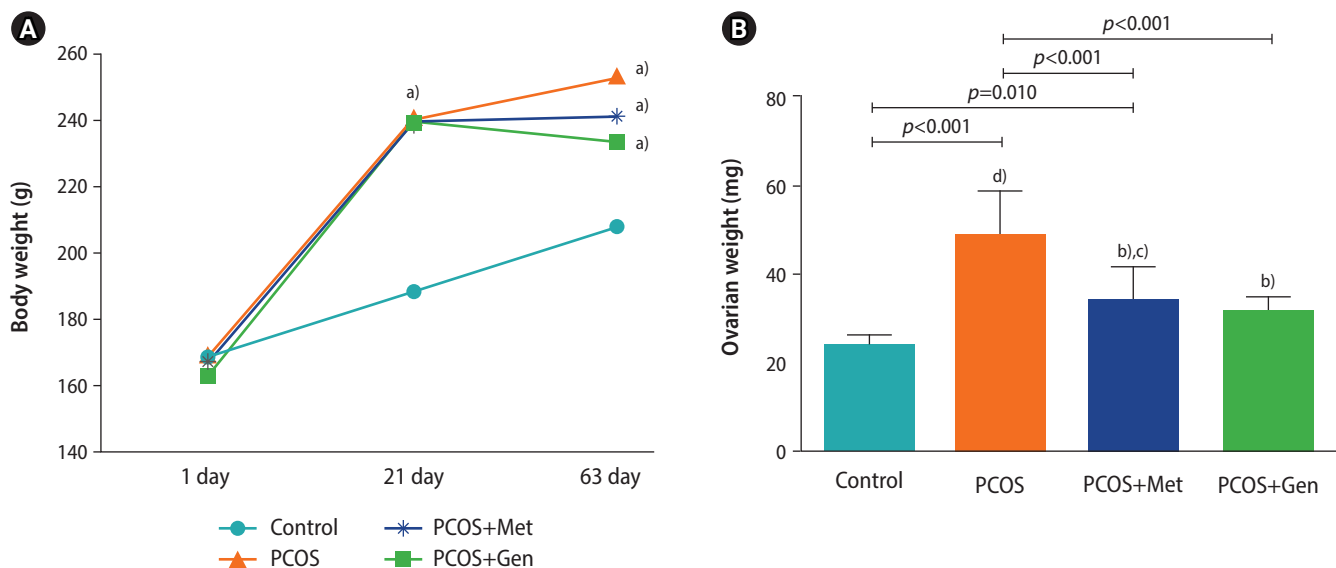 A
Body weight (g)
260
240
220
200
180
160
140
a)
a)
a)
a)
1 day
21 day
63 day
Control
PCOS+Met
PCOS
PCOS+Gen
B
p<0.001
p<0.001
p=0.010
p<0.001
Ovarian weight (mg)
80
60
40
20
0
d)
b),c)
b)
Control
PCOS
PCOS+Met
PCOS+Gen